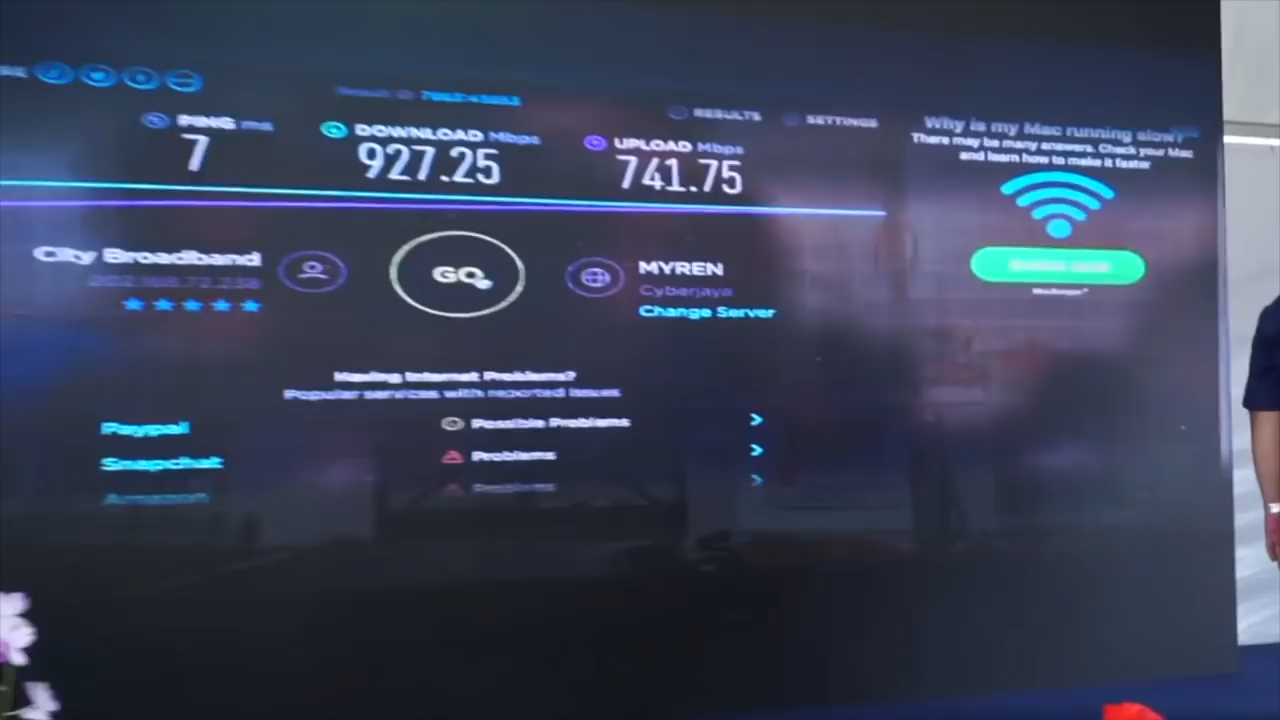 PING ms
7
DOWNLOAD Mbps
927.25
UPLOAD Mbps
741.75
RESULTS
SETTINGS
Why is my Mac running slow?
There may be many answers. Check your Mac
and learn how to make it faster
City Broadband
GO
MYREN
Cyberjaya
Change Server
Having Internet Problems?
Popular services with reported issues
Paypal
Possible Problems
Snapchat
Problems
Amazon
Problems